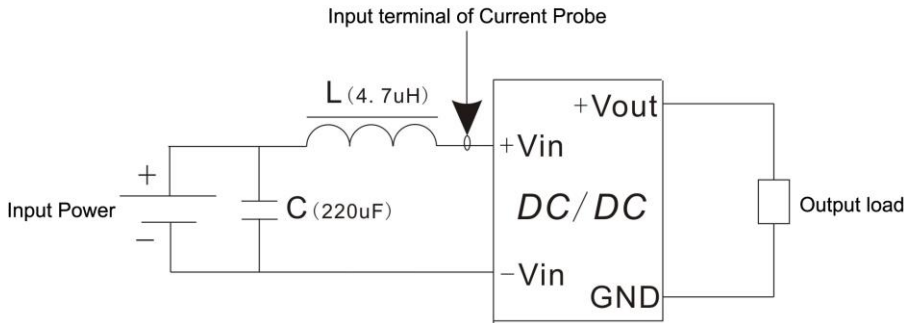 Input terminal of Current Probe
L (4. 7uH)
+Vout
+Vin
+
Input Power
−
C (220uF)
DC/DC
Output load
−Vin
GND